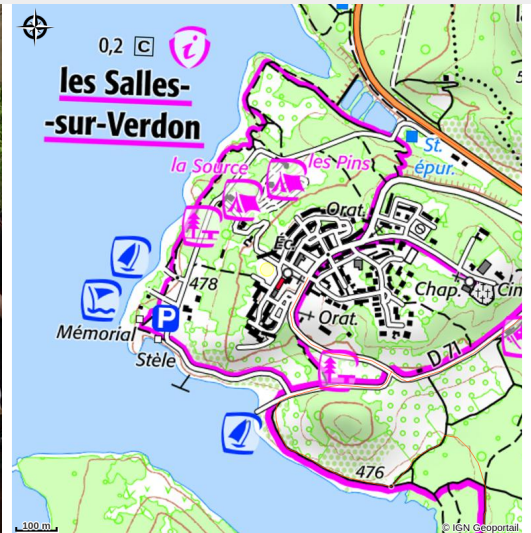 0,2 C i
les Salles-
-sur-Verdon
la Source
les Pins
St.
épur.
Orat.
Éc.
478
Chap.
Cim
Orat.
P
Mémorial
Stèle
D 71
476
100 m
© IGN Geoportail